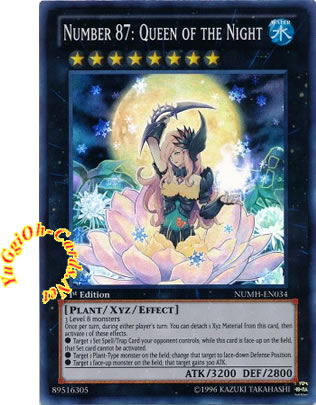 NUMBER 87: QUEEN OF THE NIGHT
WATER
水
YuGgiOh-Cards.Net
1st Edition
NUMH-EN034
[PLANT/XYZ/EFFECT]
3 Level 8 monsters
Once per turn, during either player's turn: You can detach 1 Xyz Material from this card, then
activate 1 of these effects.
● Target 1 Set Spell/Trap Card your opponent controls; while this card is face-up on the field,
that Set card cannot be activated.
● Target 1 Plant-Type monster on the field; change that target to face-down Defense Position.
● Target 1 face-up monster on the field; that target gains 300 ATK.
ATK/3200 DEF/2800
89516305
©1996 KAZUKI TAKAHASHI